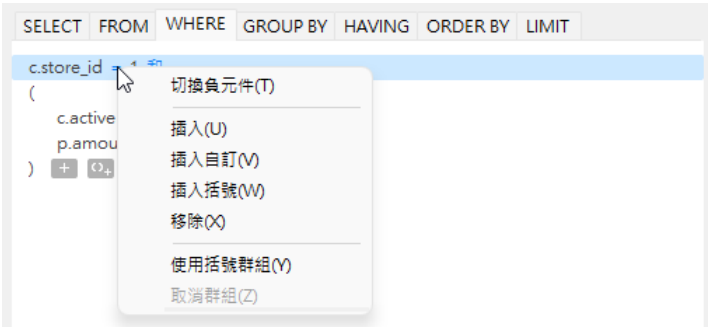 SELECT FROM WHERE GROUP BY HAVING ORDER BY LIMIT
c.store_id = 1 和
(
c.active
p.amou
)
切換負元件(T)
插入(U)
插入自訂(V)
插入括號(W)
移除(X)
使用括號群組(Y)
取消群組(Z)